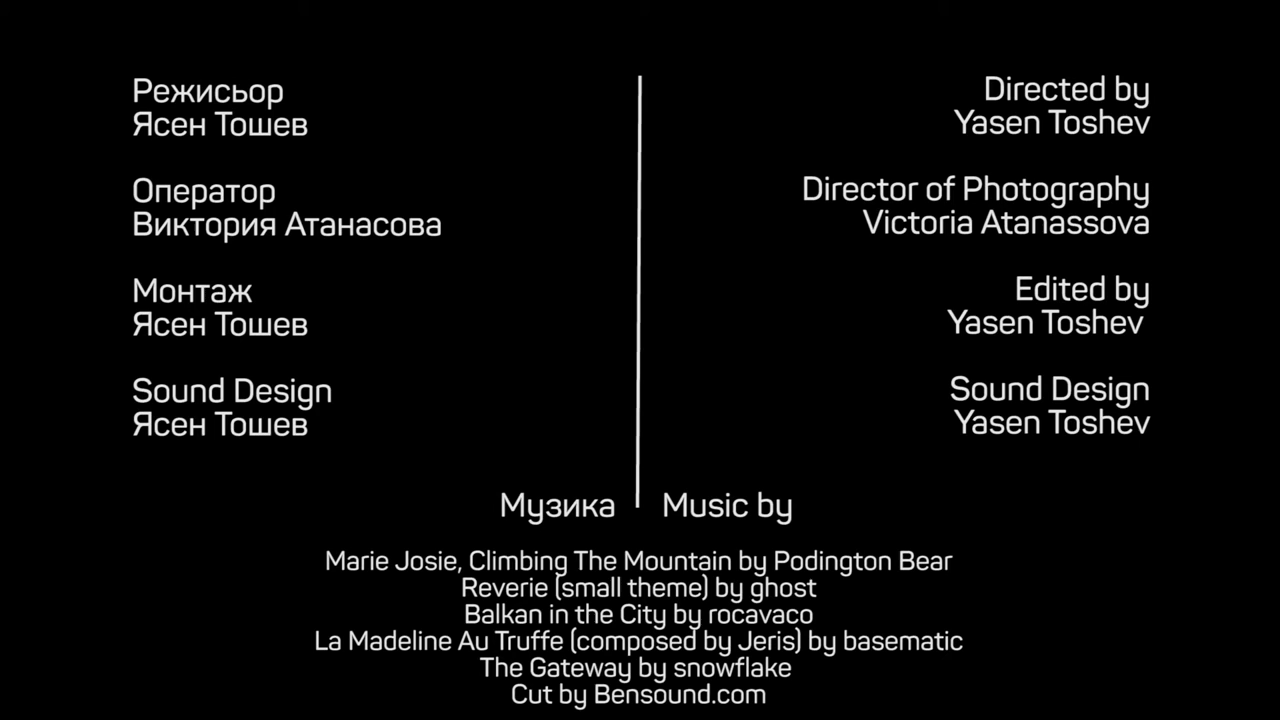 Режисьор
Ясен Тошев
Оператор
Виктория Атанасова
Монтаж
Ясен Тошев
Sound Design
Ясен Тошев
Directed by
Yasen Toshev
Director of Photography
Victoria Atanassova
Edited by
Yasen Toshev
Sound Design
Yasen Toshev
Музика
Music by
Marie Josie, Climbing The Mountain by Podington Bear
Reverie (small theme) by ghost
Balkan in the City by rocavaco
La Madeline Au Truffe (composed by Jeris) by basematic
The Gateway by snowflake
Cut by Bensound.com